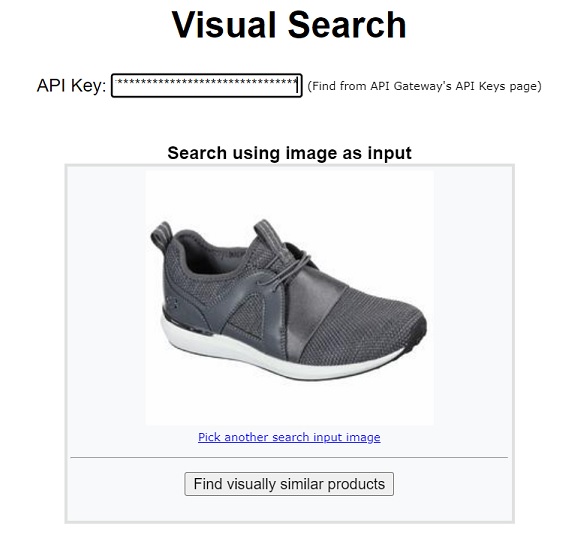 Visual Search
API Key: ******************************* (Find from API Gateway's API Keys page)
Search using image as input
Pick another search input image
Find visually similar products